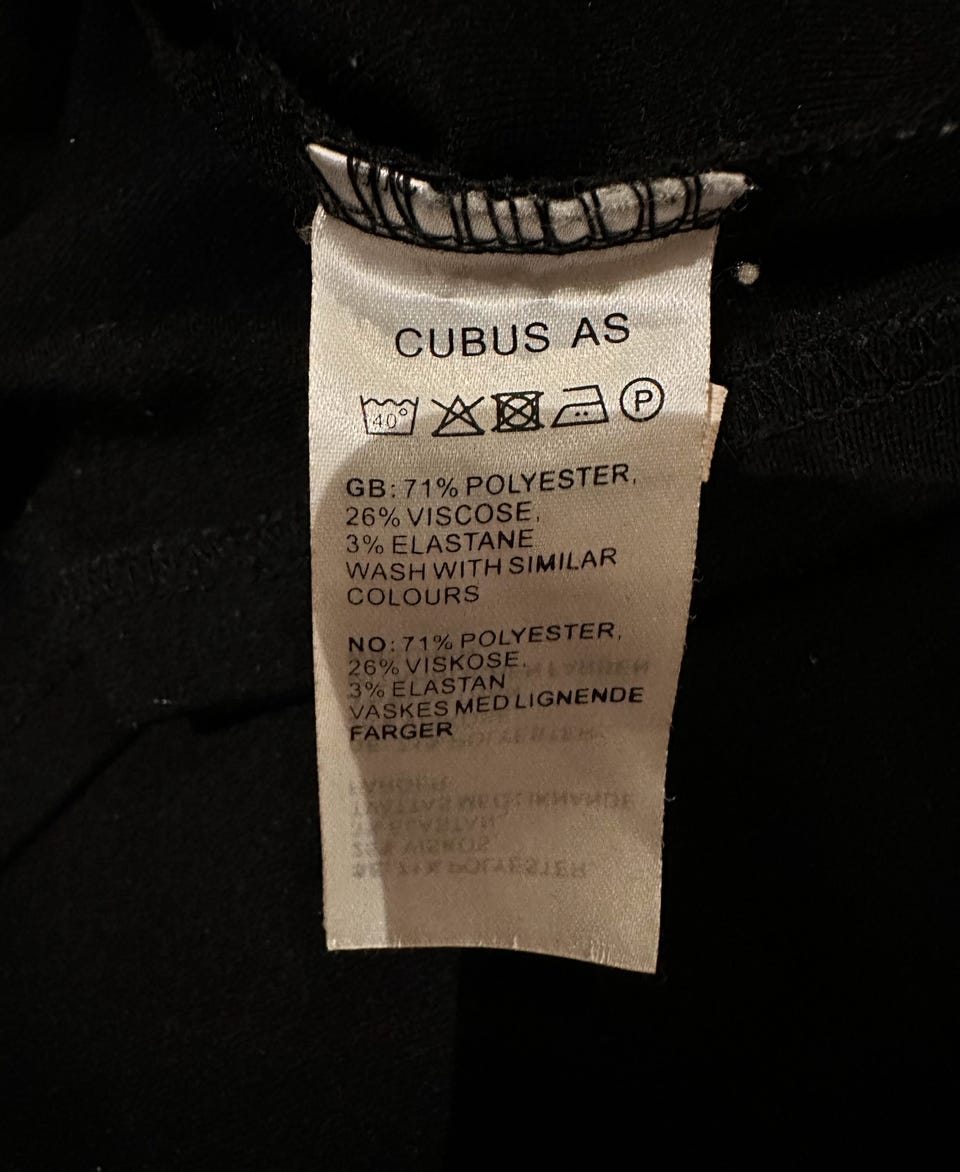 CUBUS AS
40°
P
GB: 71% POLYESTER,
26% VISCOSE,
3% ELASTANE
WASH WITH SIMILAR
COLOURS
NO: 71% POLYESTER,
26% VISKOSE,
3% ELASTAN
VASKES MED LIGNENDE
FARGER